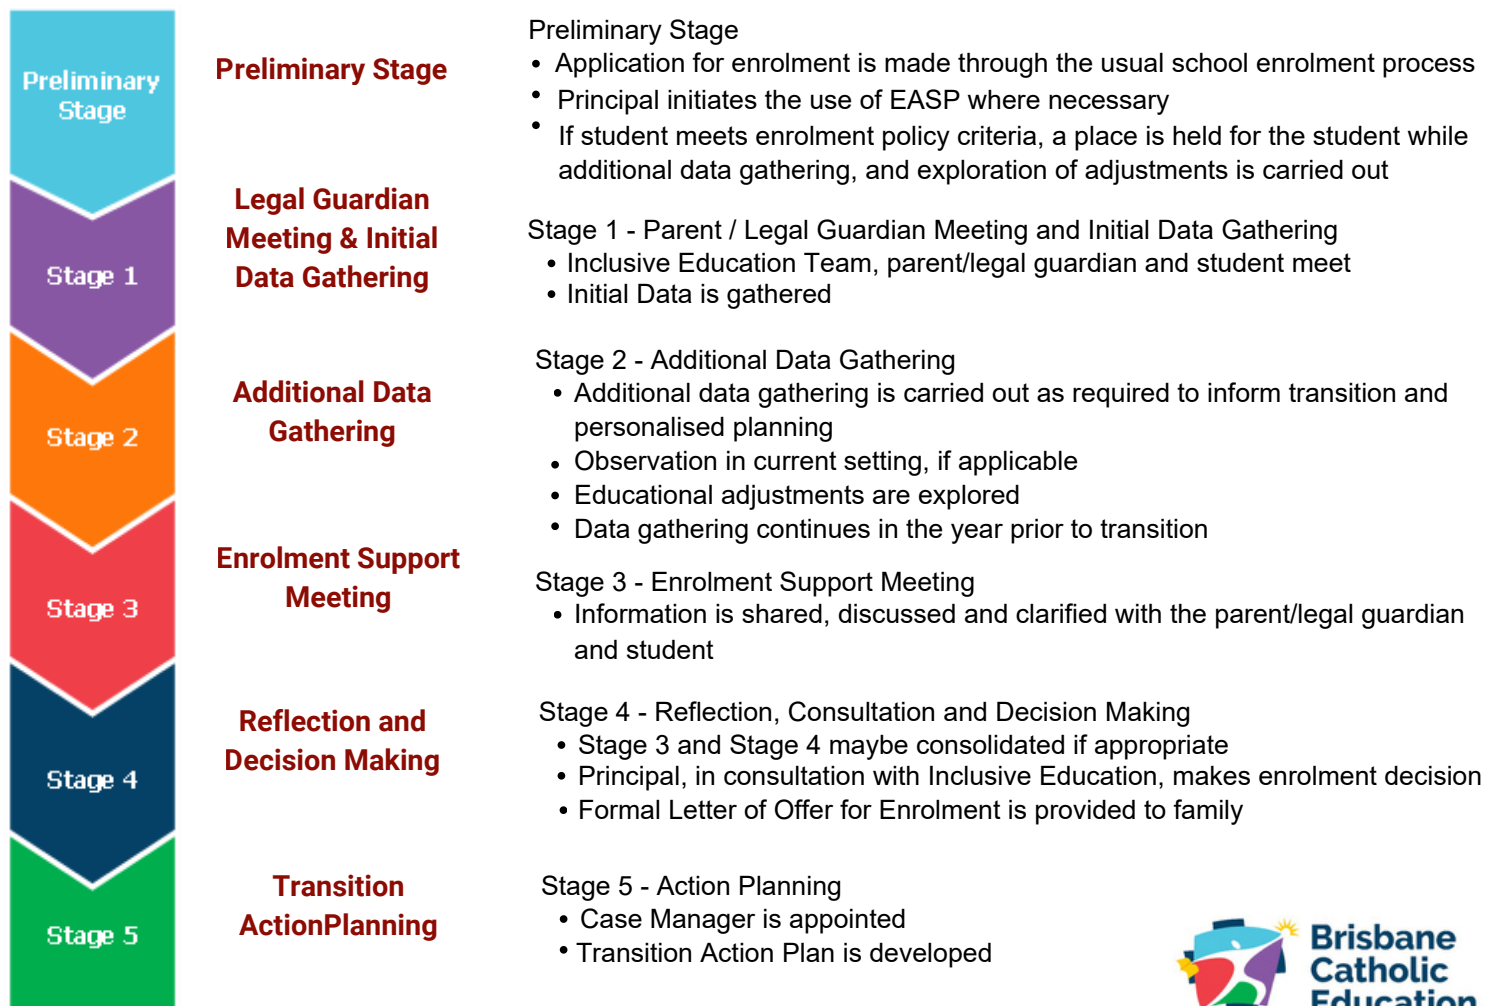 Preliminary
Stage
Preliminary Stage
Preliminary Stage
• Application for enrolment is made through the usual school enrolment process
• Principal initiates the use of EASP where necessary
• If student meets enrolment policy criteria, a place is held for the student while
additional data gathering, and exploration of adjustments is carried out
Stage 1
Legal Guardian
Meeting & Initial
Data Gathering
Stage 1 - Parent / Legal Guardian Meeting and Initial Data Gathering
• Inclusive Education Team, parent/legal guardian and student meet
• Initial Data is gathered
Stage 2
Additional Data
Gathering
Stage 2 - Additional Data Gathering
• Additional data gathering is carried out as required to inform transition and
personalised planning
• Observation in current setting, if applicable
• Educational adjustments are explored
• Data gathering continues in the year prior to transition
Stage 3
Enrolment Support
Meeting
Stage 3 - Enrolment Support Meeting
• Information is shared, discussed and clarified with the parent/legal guardian
and student
Stage 4
Reflection and
Decision Making
Stage 4 - Reflection, Consultation and Decision Making
• Stage 3 and Stage 4 maybe consolidated if appropriate
• Principal, in consultation with Inclusive Education, makes enrolment decision
• Formal Letter of Offer for Enrolment is provided to family
Stage 5
Transition
ActionPlanning
Stage 5 - Action Planning
• Case Manager is appointed
• Transition Action Plan is developed
Brisbane
Catholic
Education